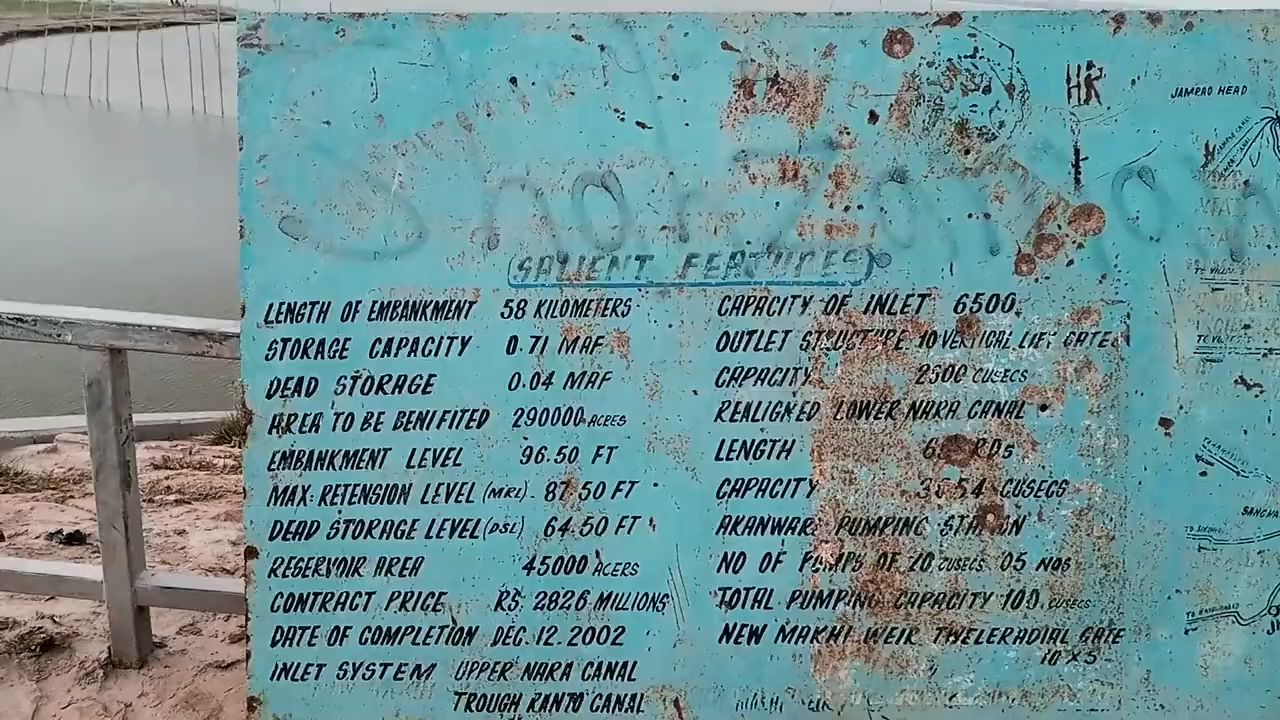 HR
JAMRAO HEAD
SALIENT FEATURES
LENGTH OF EMBANKMENT 58 KILOMETERS
STORAGE CAPACITY 0.71 MAF
DEAD STORAGE 0.04 MAF
AREA TO BE BENIFITED 290000 ACRES
EMBANKMENT LEVEL 96.50 FT
MAX: RETENSION LEVEL (MRL) - 87.50 FT
DEAD STORAGE LEVEL (DSL) 64.50 FT
RESERVOIR AREA 45000 ACERS
CONTRACT PRICE RS. 2826 MILLIONS
DATE OF COMPLETION DEC. 12. 2002
INLET SYSTEM UPPER NARA CANAL
TROUGH RANTO CANAL
CAPACITY OF INLET 6500
OUTLET STRUCTURE 10 VERTICAL LIFT GATE
CAPACITY 2300 CUSECS
REALIGNED LOWER NARA CANAL
LENGTH RDs
CAPACITY CUSECS
AKANWARI PUMPING STATION
NO OF PUMPS OF 20 CUSECS 05 NOS
TOTAL PUMPING CAPACITY 100 CUSECS
NEW MAKHI WEIR TWELERADIAL GATE
10 X 5